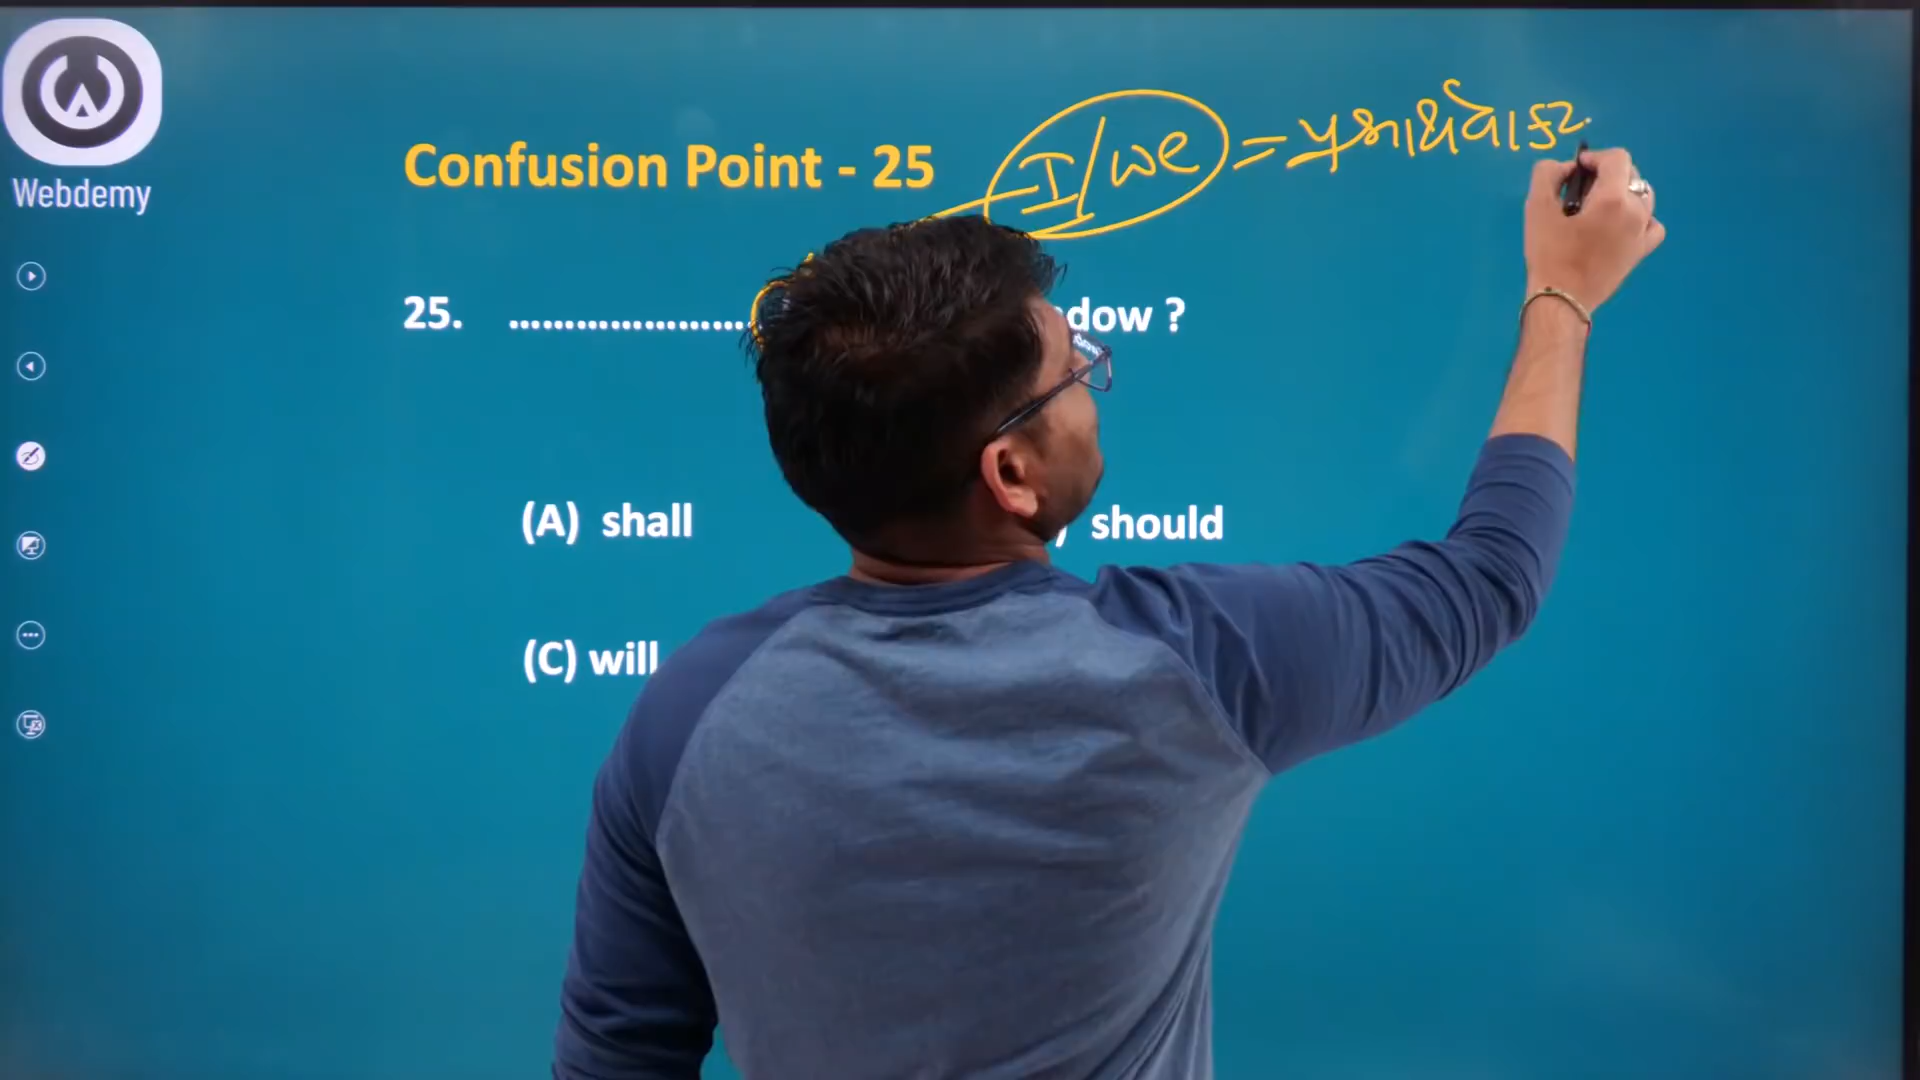 Webdemy
Confusion Point - 25
I/we = પ્રશ્નાર્થવાક્ય
25. ........................ dow ?
(A) shall
should
(C) will